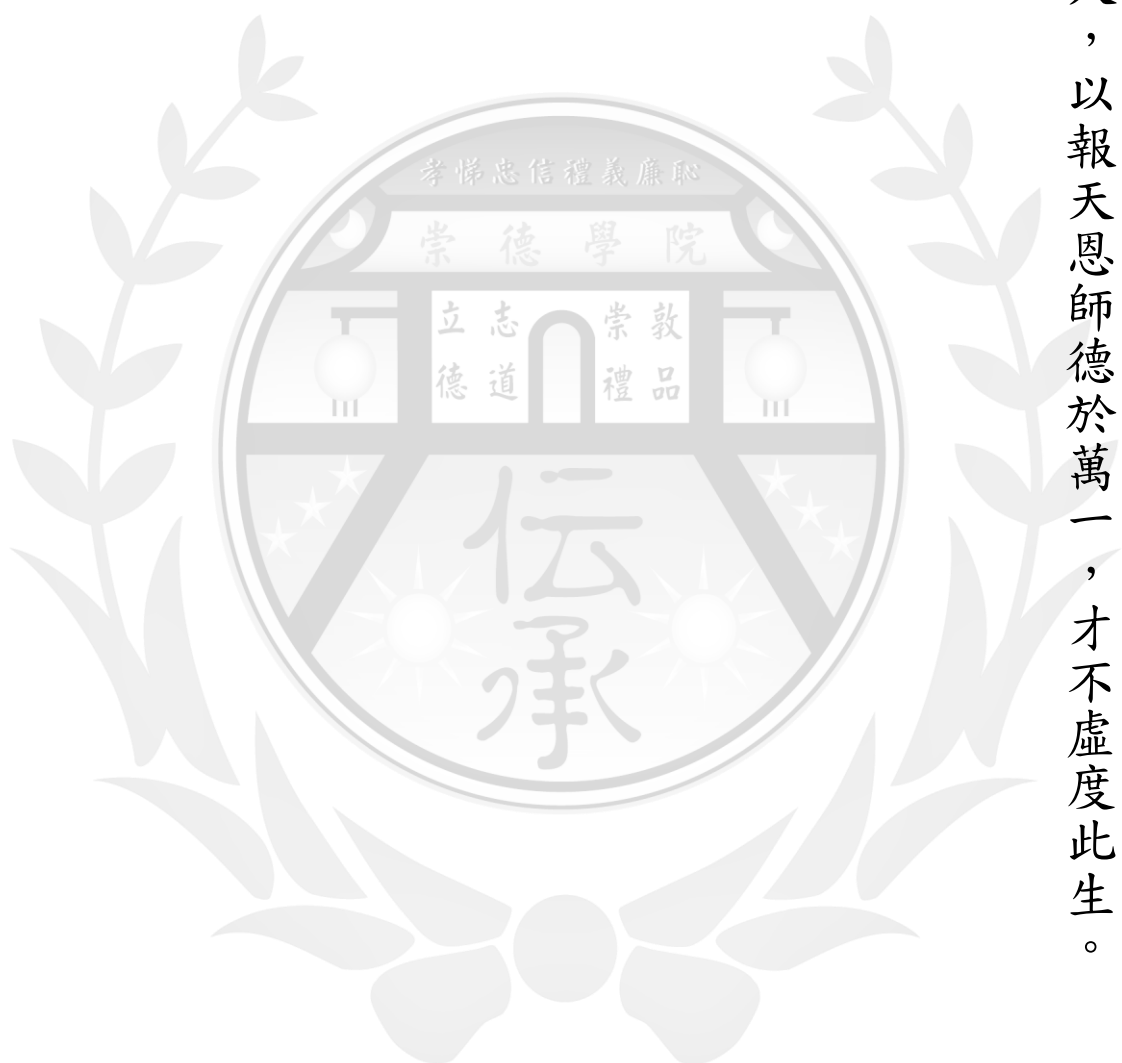 ，以報天恩師德於萬一，才不虛度此生。
孝悌忠信禮義廉恥
崇德學院
立志 崇敦
德道 禮品
伝承